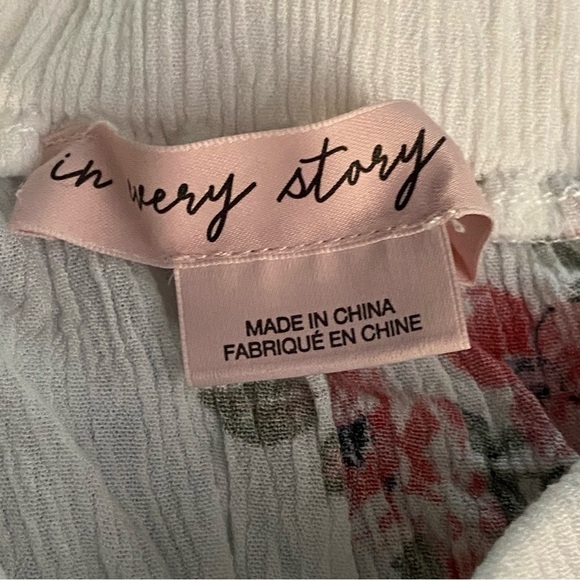 in every story
MADE IN CHINA
FABRIQUÉ EN CHINE